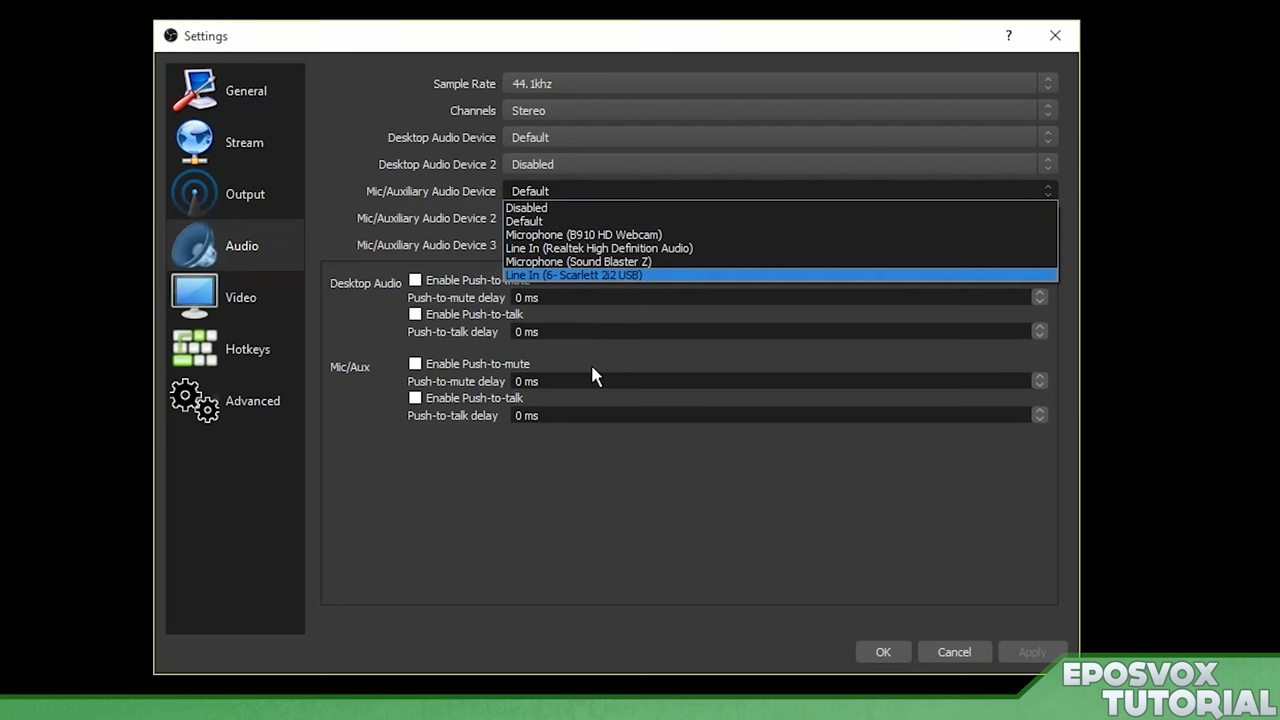 Settings
?
General
Stream
Output
Audio
Video
Hotkeys
Advanced
Sample Rate 44.1khz
Channels Stereo
Desktop Audio Device Default
Desktop Audio Device 2 Disabled
Mic/Auxiliary Audio Device Default
Mic/Auxiliary Audio Device 2
Mic/Auxiliary Audio Device 3
Disabled
Default
Microphone (B910 HD Webcam)
Line In (Realtek High Definition Audio)
Microphone (Sound Blaster Z)
Line In (6- Scarlett 2i2 USB)
Desktop Audio Enable Push-to-mute
Push-to-mute delay 0 ms
Enable Push-to-talk
Push-to-talk delay 0 ms
Mic/Aux Enable Push-to-mute
Push-to-mute delay 0 ms
Enable Push-to-talk
Push-to-talk delay 0 ms
OK Cancel Apply
EPOSVOX
TUTORIAL